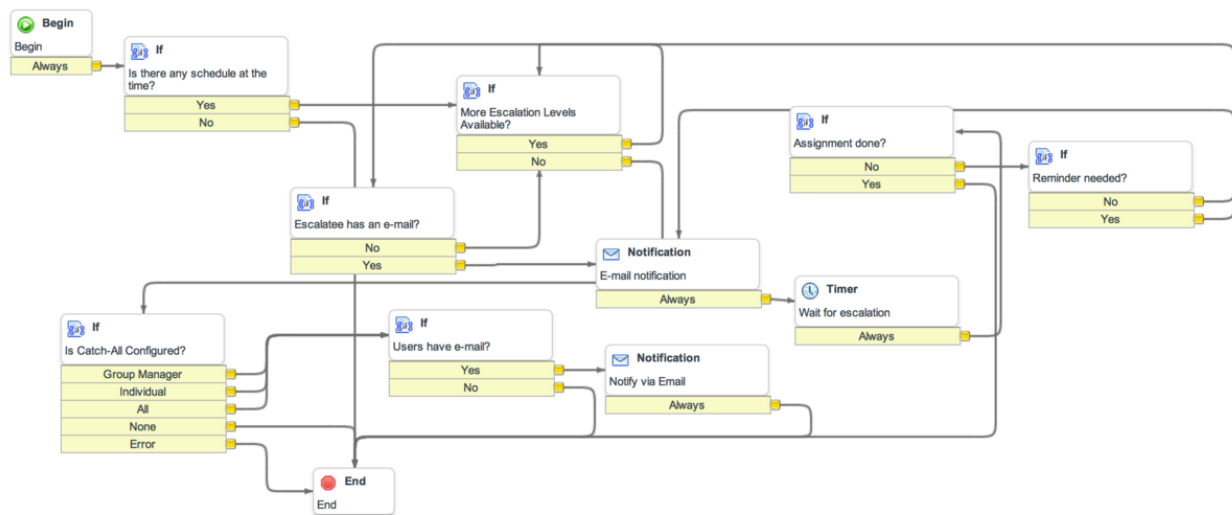 Begin
Begin
Always
If
Is there any schedule at the
time?
Yes
No
If
More Escalation Levels
Available?
Yes
No
If
Assignment done?
No
Yes
If
Reminder needed?
No
Yes
If
Escalatee has an e-mail?
No
Yes
Notification
E-mail notification
Always
Timer
Wait for escalation
Always
If
Is Catch-All Configured?
Group Manager
Individual
All
None
Error
If
Users have e-mail?
Yes
No
Notification
Notify via Email
Always
End
End